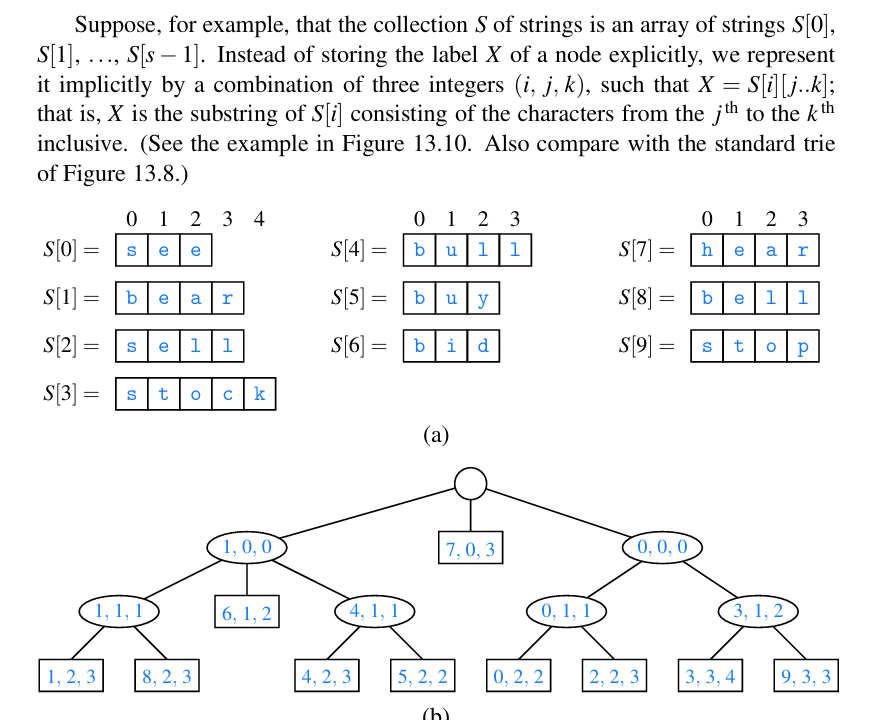 Suppose, for example, that the collection S of strings is an array of strings S[0],
S[1], ..., S[s − 1]. Instead of storing the label X of a node explicitly, we represent
it implicitly by a combination of three integers (i, j, k), such that X = S[i][j..k];
that is, X is the substring of S[i] consisting of the characters from the jth to the kth
inclusive. (See the example in Figure 13.10. Also compare with the standard trie
of Figure 13.8.)
0 1 2 3 4 0 1 2 3 0 1 2 3
S[0] = s e e S[4] = b u l l S[7] = h e a r
S[1] = b e a r S[5] = b u y S[8] = b e l l
S[2] = s e l l S[6] = b i d S[9] = s t o p
S[3] = s t o c k
(a)
1, 0, 0 7, 0, 3 0, 0, 0
1, 1, 1 6, 1, 2 4, 1, 1 0, 1, 1 3, 1, 2
1, 2, 3 8, 2, 3 4, 2, 3 5, 2, 2 0, 2, 2 2, 2, 3 3, 3, 4 9, 3, 3
(b)